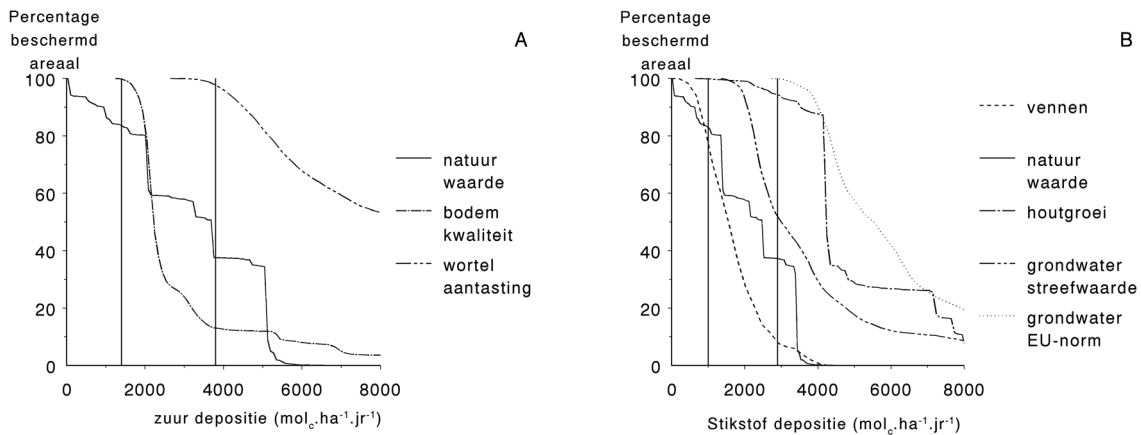 Percentage
beschermd
areaal
A
100
80
60
40
20
0
0 2000 4000 6000 8000
zuur depositie (molc.ha-1.jr-1)
natuur
waarde
bodem
kwaliteit
wortel
aantasting
Percentage
beschermd
areaal
B
100
80
60
40
20
0
0 2000 4000 6000 8000
Stikstof depositie (molc.ha-1.jr-1)
vennen
natuur
waarde
houtgroei
grondwater
streefwaarde
grondwater
EU-norm